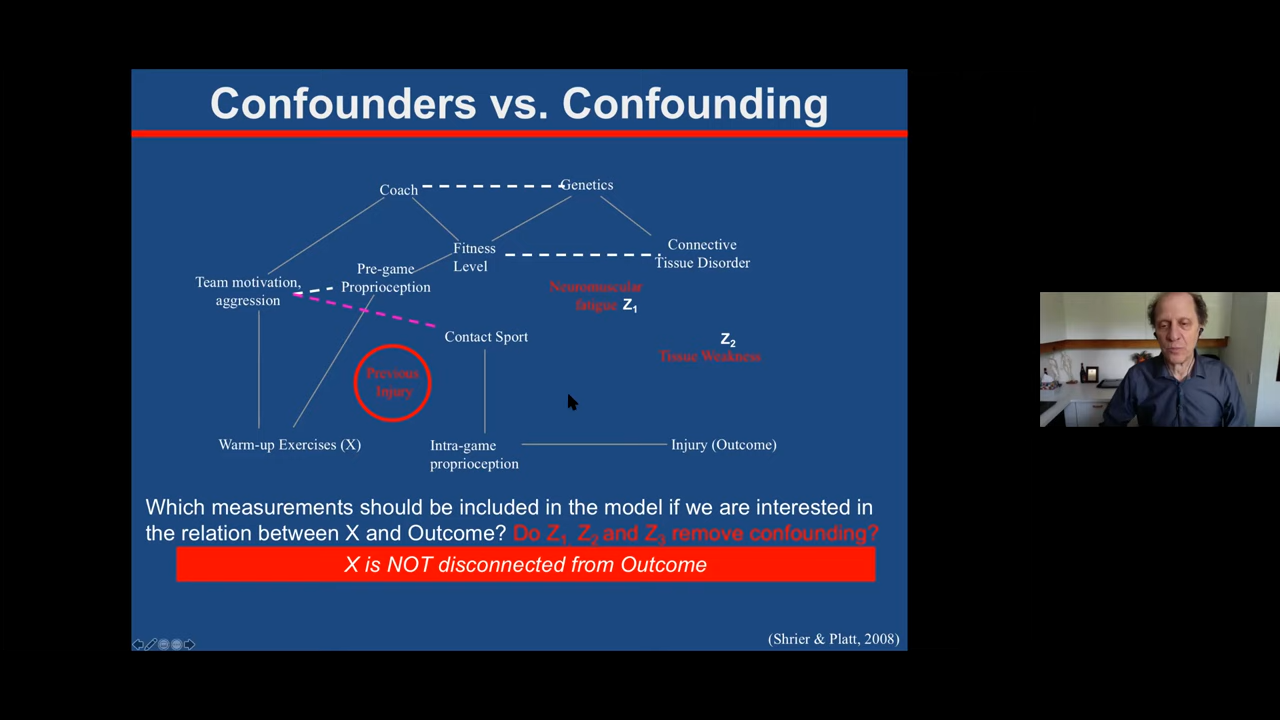 Confounders vs. Confounding
Coach
Genetics
Fitness
Level
Connective
Tissue Disorder
Pre-game
Proprioception
Team motivation,
aggression
Neuromuscular
fatigue Z1
Contact Sport
Z2
Tissue Weakness
Previous
Injury
Warm-up Exercises (X)
Intra-game
proprioception
Injury (Outcome)
Which measurements should be included in the model if we are interested in
the relation between X and Outcome? Do Z1 Z2 and Z3 remove confounding?
X is NOT disconnected from Outcome
(Shrier & Platt, 2008)